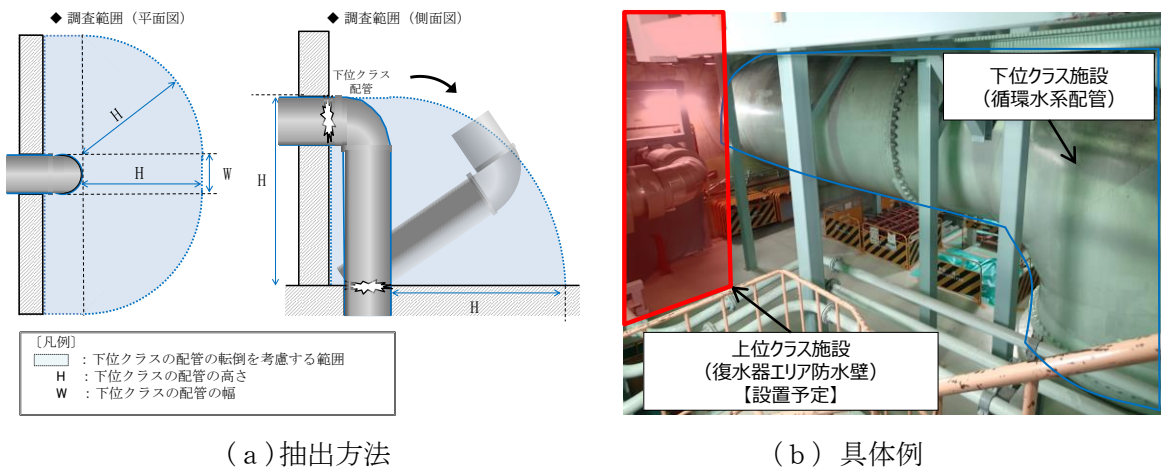 ◆ 調査範囲（平面図）
H
H
W
◆ 調査範囲（側面図）
下位クラス
配管
H
H
〔凡例〕
：下位クラスの配管の転倒を考慮する範囲
H ：下位クラスの配管の高さ
W ：下位クラスの配管の幅
(ａ)抽出方法
下位クラス施設
（循環水系配管）
上位クラス施設
（復水器エリア防水壁）
【設置予定】
(ｂ) 具体例